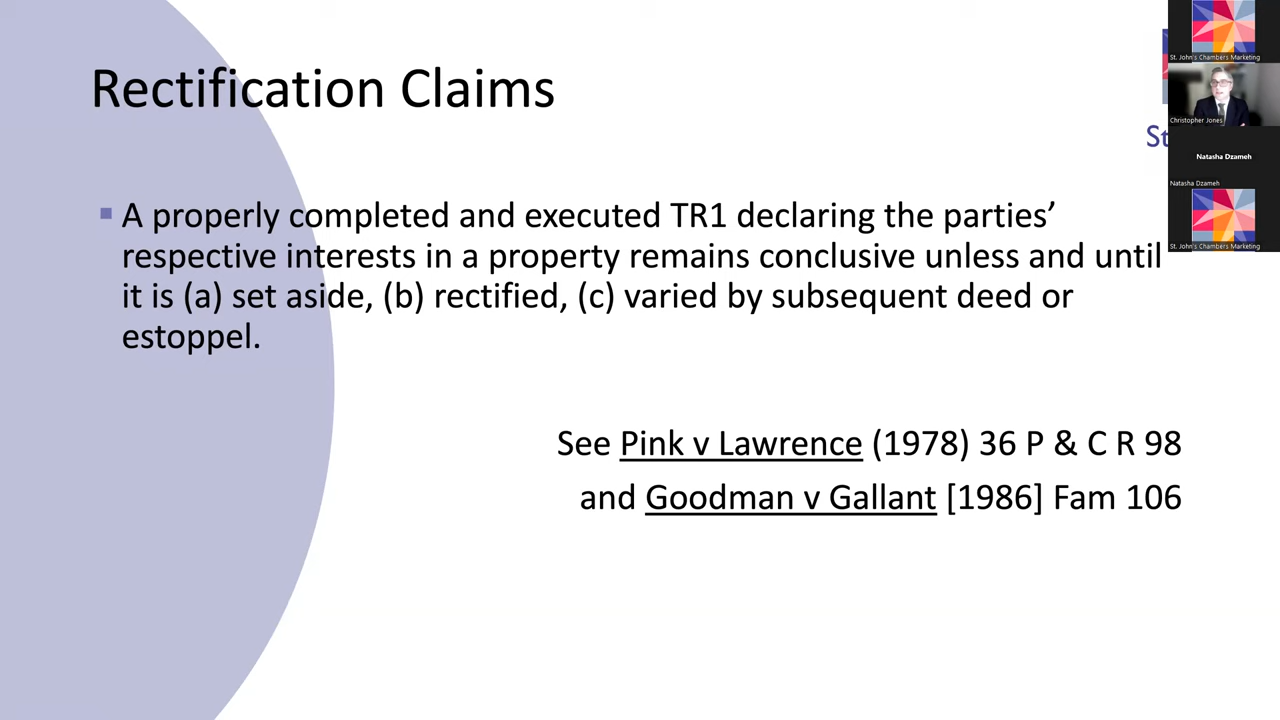 Rectification Claims
A properly completed and executed TR1 declaring the parties’
respective interests in a property remains conclusive unless and until
it is (a) set aside, (b) rectified, (c) varied by subsequent deed or
estoppel.
See Pink v Lawrence (1978) 36 P & C R 98
and Goodman v Gallant [1986] Fam 106
St
St. John's Chambers Marketing
Christopher Jones
Natasha Dzameh
Natasha Dzameh
St. John's Chambers Marketing